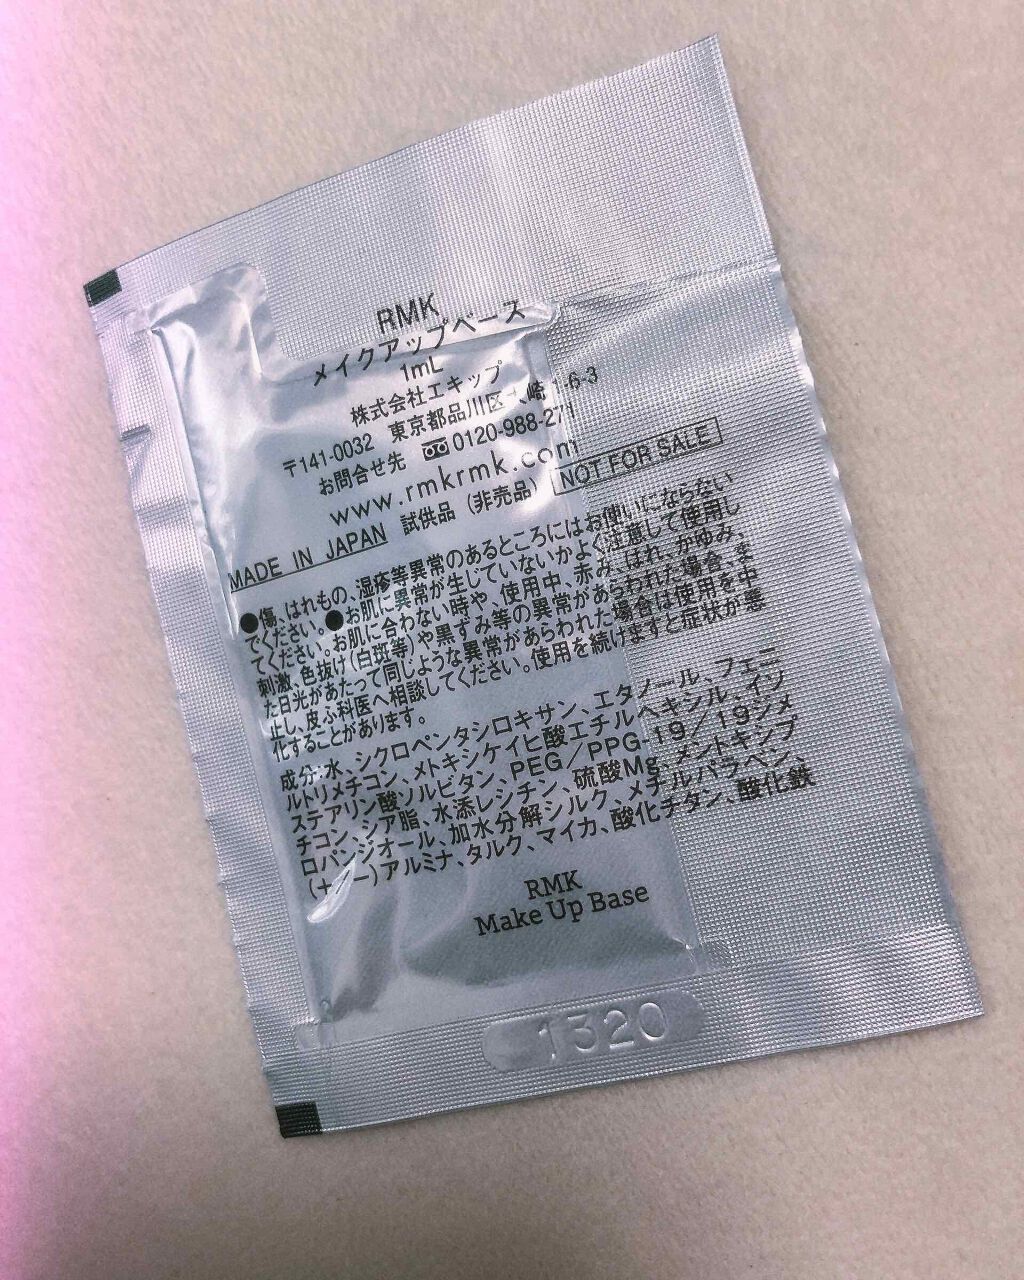 RMK
メイクアップベース
1mL
株式会社エキップ
〒141-0032 東京都品川区 崎 1-6-3
お問合せ先 0120-988-271
www.rmkrmk.com
MADE IN JAPAN 試供品(非売品) NOT FOR SALE
●傷、はれもの、湿疹等異常のあるところにはお使いにならない
でください。●お肌に異常が生じていないかよく注意して使用し
てください。お肌に合わない時や、使用中、赤み、はれ、かゆみ、
刺激、色抜け(白斑等)や黒ずみ等の異常があらわれた場合、ま
た日光があたって同じような異常があらわれた場合は使用を中
止し、皮ふ科医へ相談してください。使用を続けますと症状が悪
化することがあります。
成分:水、シクロペンタシロキサン、エタノール、フェニ
ルトリメチコン、メトキシケイヒ酸エチルヘキシル、イソ
ステアリン酸ソルビタン、PEG/PPG-19/19ジメ
チコン、シア脂、水添レシチン、硫酸Mg、メントキシプ
ロパンジオール、加水分解シルク、メチルパラベン、
(+/-)アルミナ、タルク、マイカ、酸化チタン、酸化鉄
RMK
Make Up Base
1320